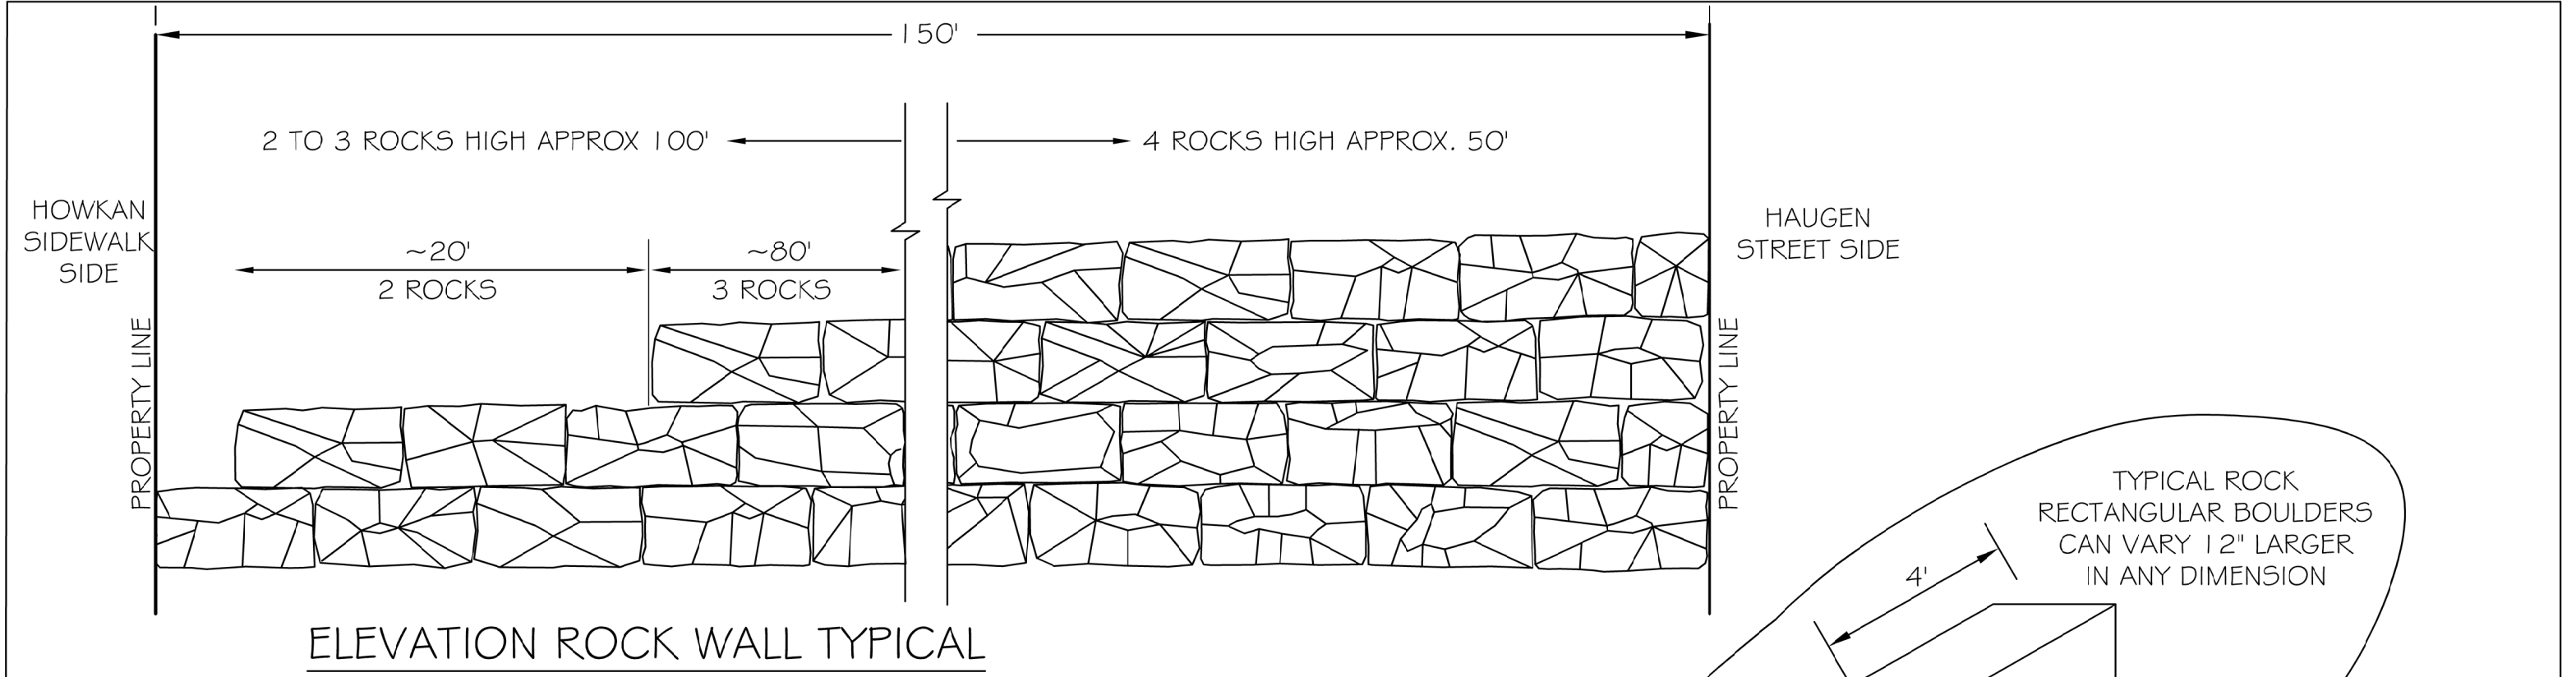 150'
2 TO 3 ROCKS HIGH APPROX 100'
4 ROCKS HIGH APPROX. 50'
HOWKAN
SIDEWALK
SIDE
~20'
2 ROCKS
~80'
3 ROCKS
HAUGEN
STREET SIDE
PROPERTY LINE
PROPERTY LINE
TYPICAL ROCK
RECTANGULAR BOULDERS
CAN VARY 12" LARGER
IN ANY DIMENSION
4'
ELEVATION ROCK WALL TYPICAL